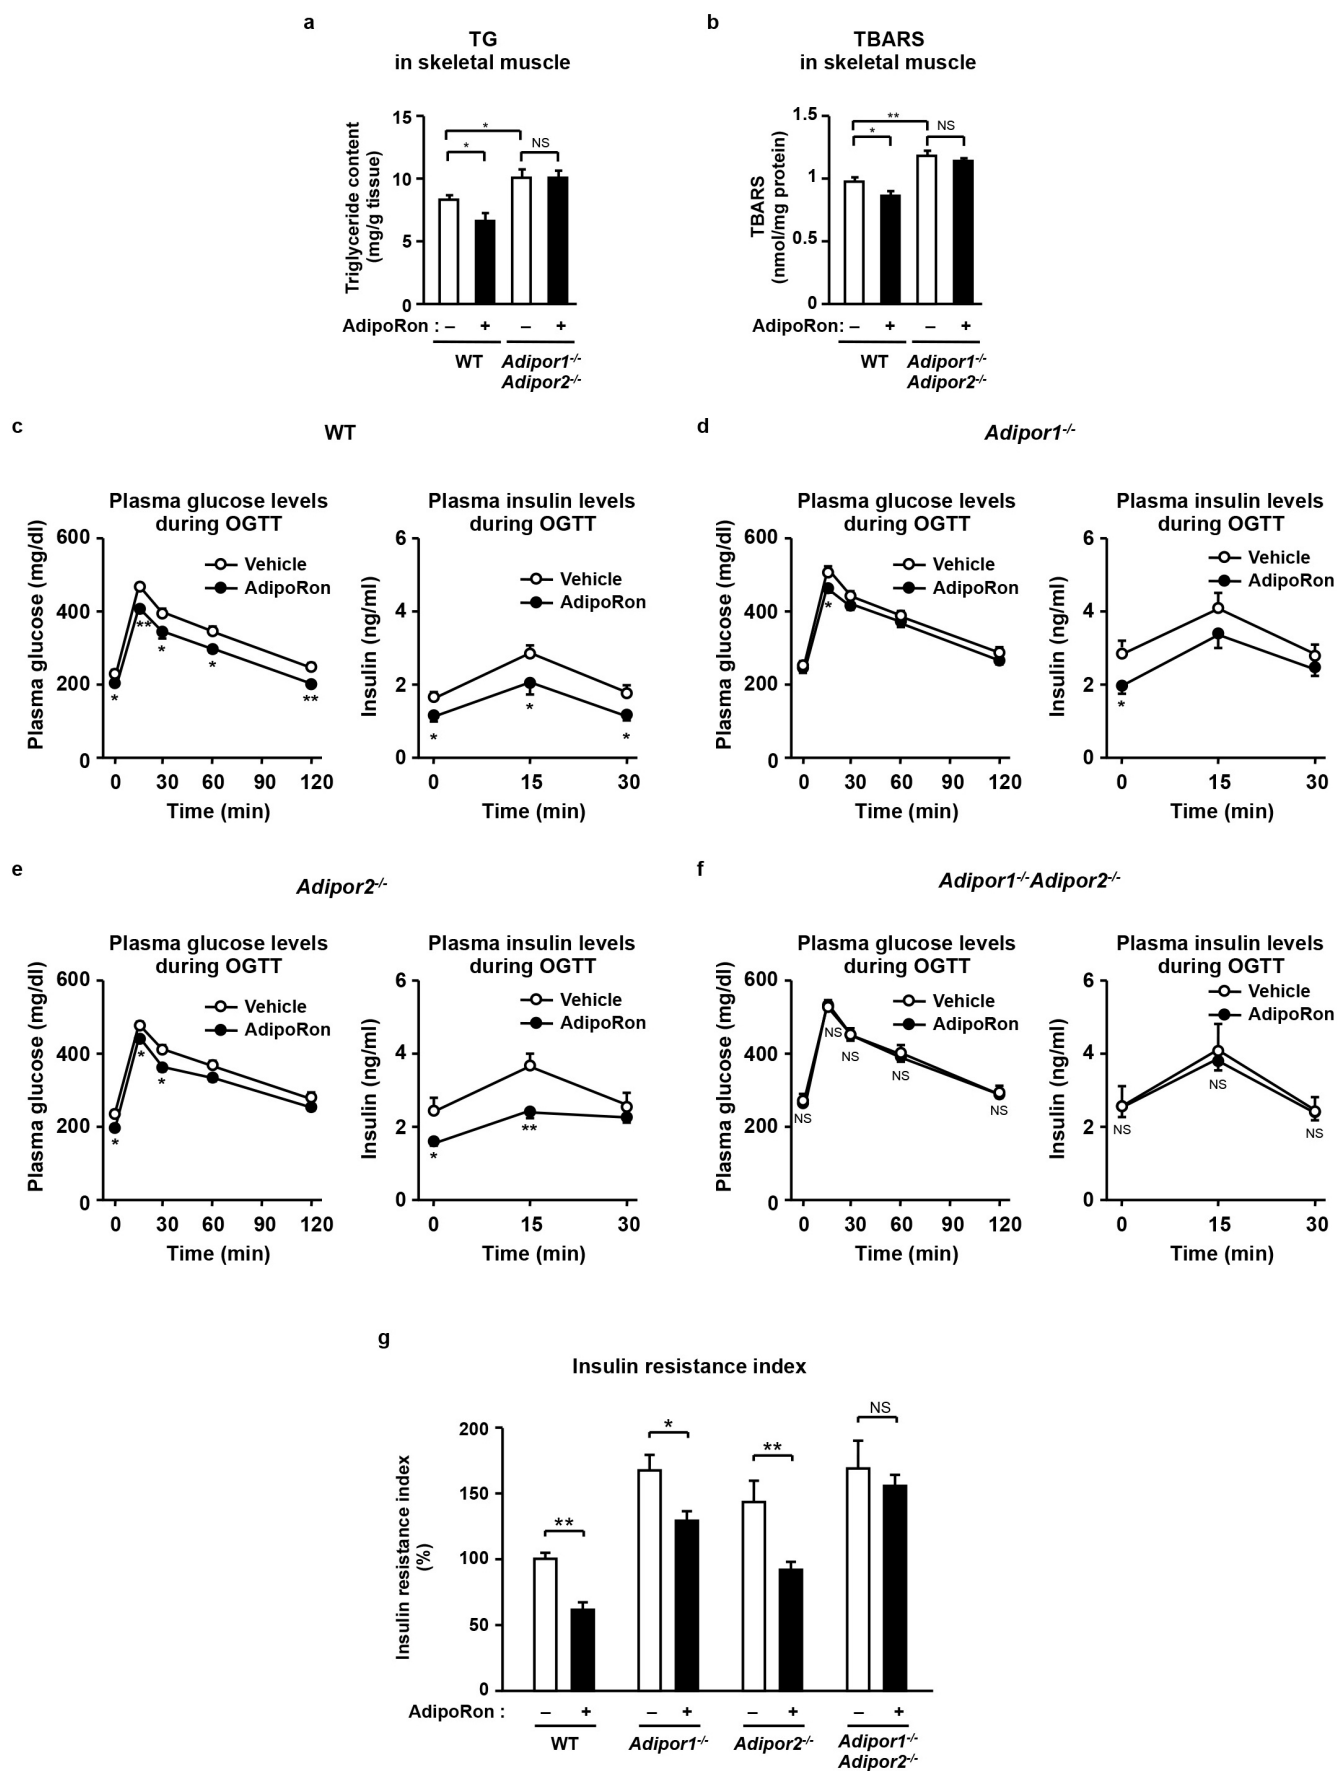 a
TG
in skeletal muscle
Triglyceride content
(mg/g tissue)
15
10
5
0
*
*
NS
AdipoRon : – + – +
WT
Adipor1-/-
Adipor2-/-
b
TBARS
in skeletal muscle
TBARS
(nmol/mg protein)
1.5
1
0.5
0
**
*
NS
AdipoRon: – + – +
WT
Adipor1-/-
Adipor2-/-
c
WT
Plasma glucose levels
during OGTT
Plasma glucose (mg/dl)
600
400
200
0
Vehicle
AdipoRon
*
**
*
*
**
0 30 60 90 120
Time (min)
Plasma insulin levels
during OGTT
Insulin (ng/ml)
6
4
2
0
Vehicle
AdipoRon
*
*
*
0 15 30
Time (min)
d
Adipor1-/-
Plasma glucose levels
during OGTT
Plasma glucose (mg/dl)
600
400
200
0
Vehicle
AdipoRon
*
0 30 60 90 120
Time (min)
Plasma insulin levels
during OGTT
Insulin (ng/ml)
6
4
2
0
Vehicle
AdipoRon
*
0 15 30
Time (min)
e
Adipor2-/-
Plasma glucose levels
during OGTT
Plasma glucose (mg/dl)
600
400
200
0
Vehicle
AdipoRon
*
*
*
0 30 60 90 120
Time (min)
Plasma insulin levels
during OGTT
Insulin (ng/ml)
6
4
2
0
Vehicle
AdipoRon
*
**
0 15 30
Time (min)
f
Adipor1-/-Adipor2-/-
Plasma glucose levels
during OGTT
Plasma glucose (mg/dl)
600
400
200
0
Vehicle
AdipoRon
NS
NS
NS
NS
NS
0 30 60 90 120
Time (min)
Plasma insulin levels
during OGTT
Insulin (ng/ml)
6
4
2
0
Vehicle
AdipoRon
NS
NS
NS
0 15 30
Time (min)
g
Insulin resistance index
Insulin resistance index
(%)
200
150
100
50
0
**
*
**
NS
AdipoRon : – + – + – + – +
WT
Adipor1-/-
Adipor2-/-
Adipor1-/-
Adipor2-/-